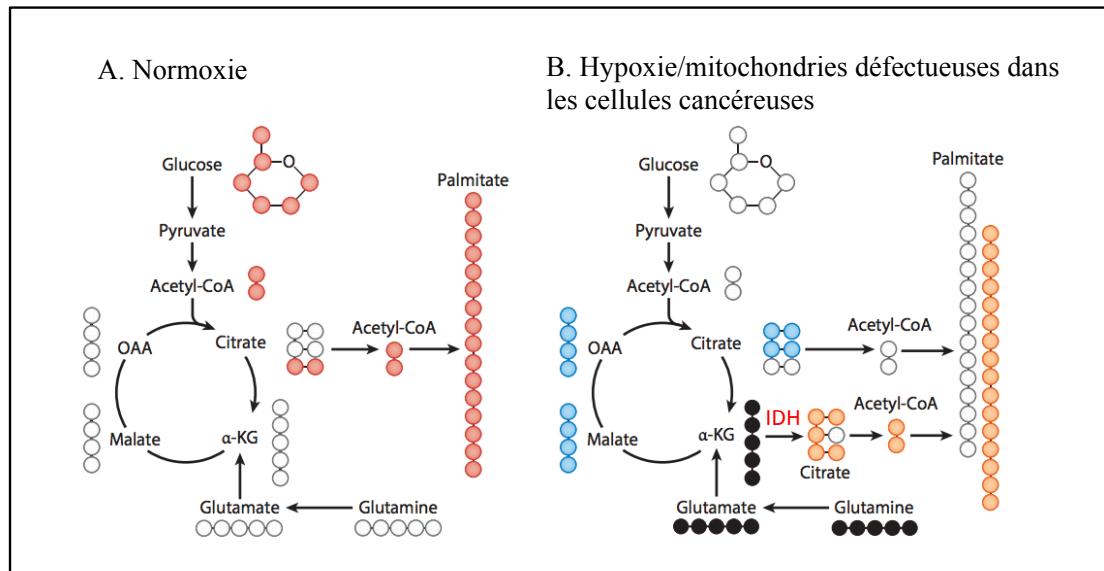 A. Normoxie
Glucose
O
Pyruvate
Acetyl-CoA
OAA
Citrate
Acetyl-CoA
Palmitate
Malate
α-KG
Glutamate
Glutamine
B. Hypoxie/mitochondries défectueuses dans
les cellules cancéreuses
Glucose
O
Pyruvate
Acetyl-CoA
OAA
Citrate
Acetyl-CoA
Palmitate
Malate
α-KG
IDH
Citrate
Acetyl-CoA
Glutamate
Glutamine